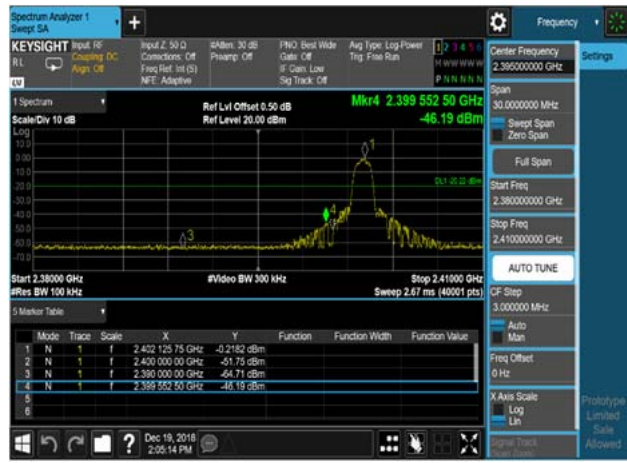 Spectrum Analyzer 1
Swept SA
Frequency
KEYSIGHT
RL
Input: RF
Coupling: DC
Align: Off
Input Z: 50 Ω
Corrections: Off
Freq Ref: Int (S)
NFE: Adaptive
#Atten: 30 dB
Preamp: Off
PNO: Best Wide
Gate: Off
IF Gain: Low
Sig Track: Off
Avg Type: Log-Power
Trig: Free Run
1 2 3 4 5 6
M W W W W W
P N N N N N
1 Spectrum
Scale/Div 10 dB
Ref Lvl Offset 0.50 dB
Ref Level 20.00 dBm
Mkr4 2.399 552 50 GHz
-46.19 dBm
Log
10.0
0.00
-10.0
-20.0
-30.0
-40.0
-50.0
-60.0
-70.0
1
3
4
DL1 -20.22 dBm
Start 2.38000 GHz
#Res BW 100 kHz
#Video BW 300 kHz
Stop 2.41000 GHz
Sweep 2.67 ms (40001 pts)
5 Marker Table
Mode Trace Scale X Y Function Function Width Function Value
1 N 1 f 2.402 125 75 GHz -0.2182 dBm
2 N 1 f 2.400 000 00 GHz -51.75 dBm
3 N 1 f 2.390 000 00 GHz -64.71 dBm
4 N 1 f 2.399 552 50 GHz -46.19 dBm
5
6
Dec 19, 2018
2:05:14 PM
Center Frequency
2.395000000 GHz
Settings
Span
30.0000000 MHz
Swept Span
Zero Span
Full Span
Start Freq
2.380000000 GHz
Stop Freq
2.410000000 GHz
AUTO TUNE
CF Step
3.000000 MHz
Auto
Man
Freq Offset
0 Hz
X Axis Scale
Log
Lin
Signal Track
(Span Zoom)
Prototype
Limited
Sale
Allowed